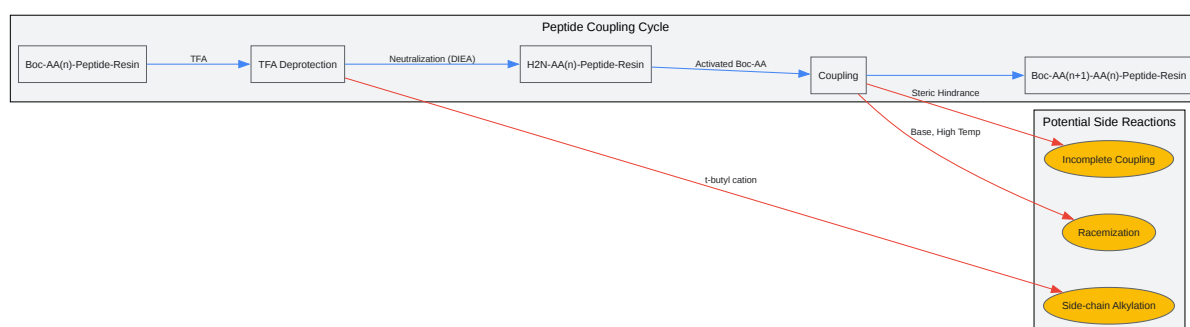 Peptide Coupling Cycle
Boc-AA(n)-Peptide-Resin
TFA
TFA Deprotection
Neutralization (DIEA)
H2N-AA(n)-Peptide-Resin
Activated Boc-AA
Coupling
Boc-AA(n+1)-AA(n)-Peptide-Resin
Steric Hindrance
Potential Side Reactions
Base, High Temp
Incomplete Coupling
t-butyl cation
Racemization
Side-chain Alkylation